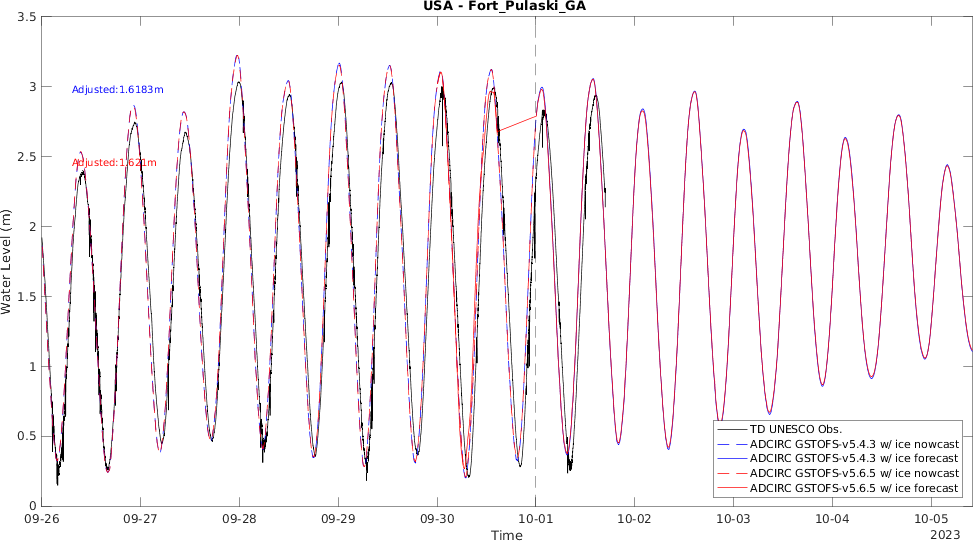 USA - Fort_Pulaski_GA
3.5
3
2.5
2
1.5
1
0.5
0
Water Level (m)
Adjusted:1.6183m
Adjusted:1.621m
TD UNESCO Obs.
ADCIRC GSTOFS-v5.4.3 w/ ice nowcast
ADCIRC GSTOFS-v5.4.3 w/ ice forecast
ADCIRC GSTOFS-v5.6.5 w/ ice nowcast
ADCIRC GSTOFS-v5.6.5 w/ ice forecast
09-26 09-27 09-28 09-29 09-30 10-01 10-02 10-03 10-04 10-05
Time
2023